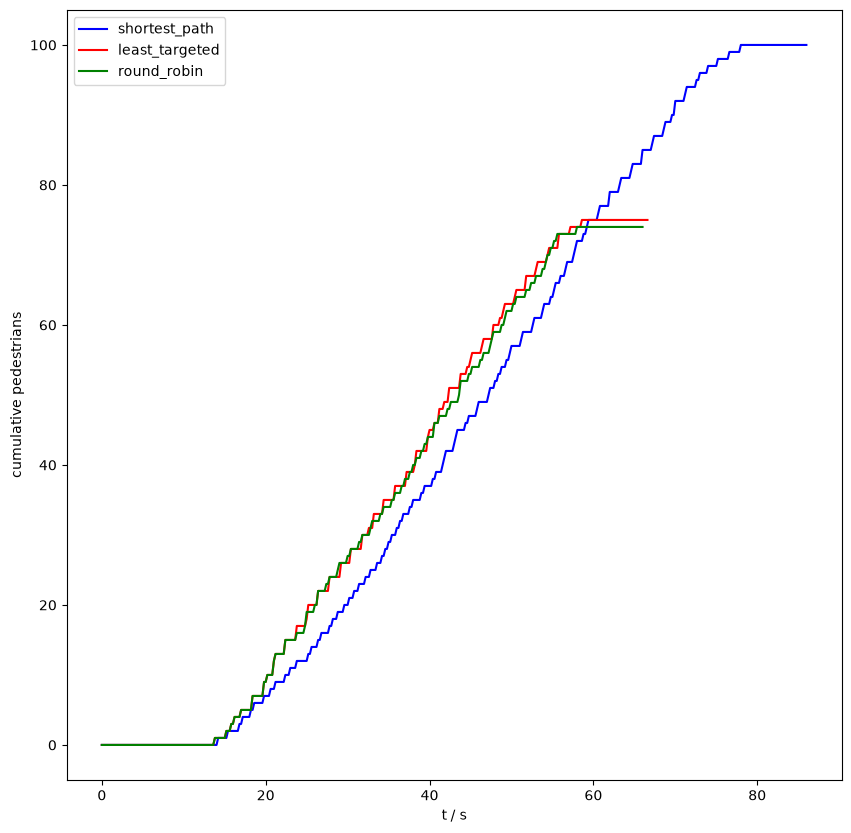 shortest_path
least_targeted
round_robin
100
80
60
40
20
0
cumulative pedestrians
0 20 40 60 80
t / s